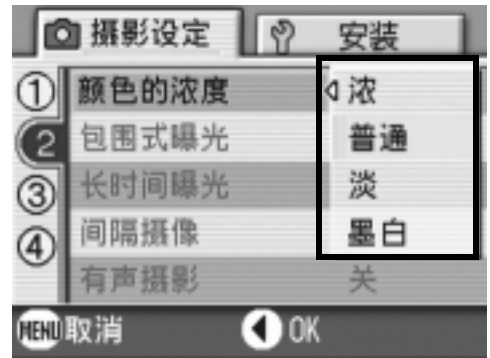 摄影设定 安装
① 颜色的浓度 浓
2 包围式曝光 普通
③ 长时间曝光 淡
④ 间隔摄像 墨白
有声摄影 关
MENU 取消 OK